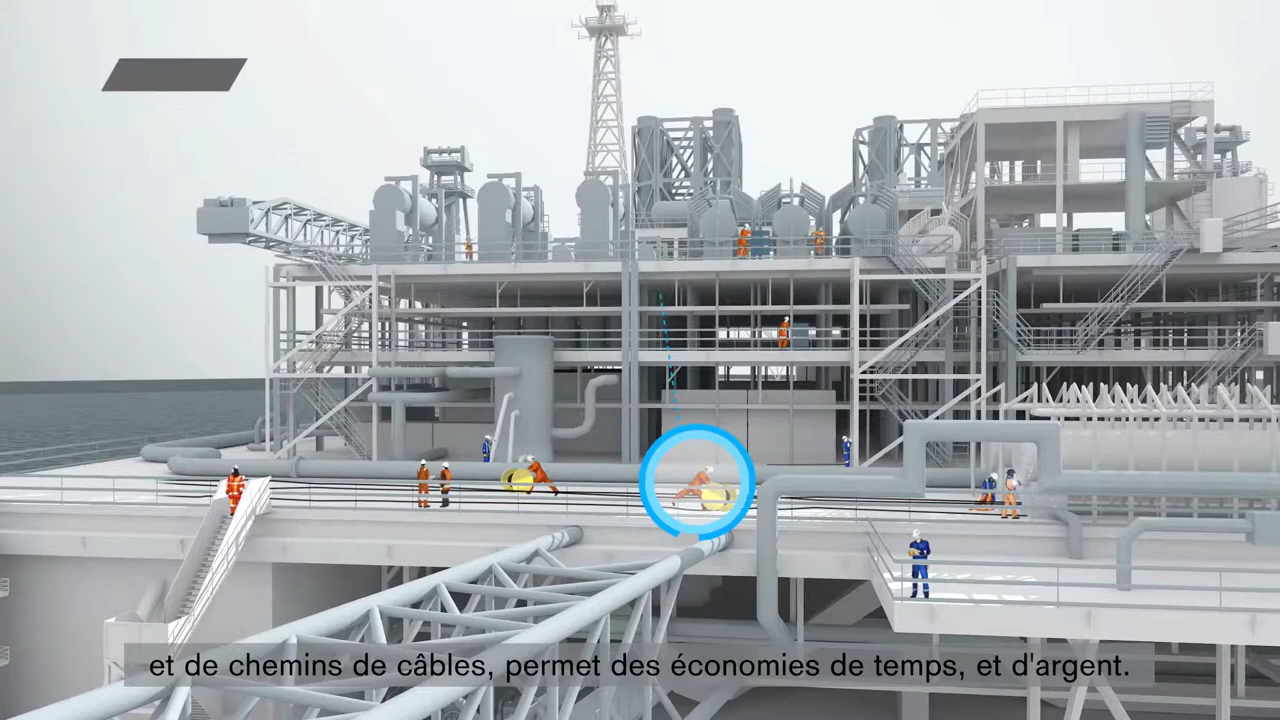 et de chemins de câbles, permet des économies de temps, et d'argent.